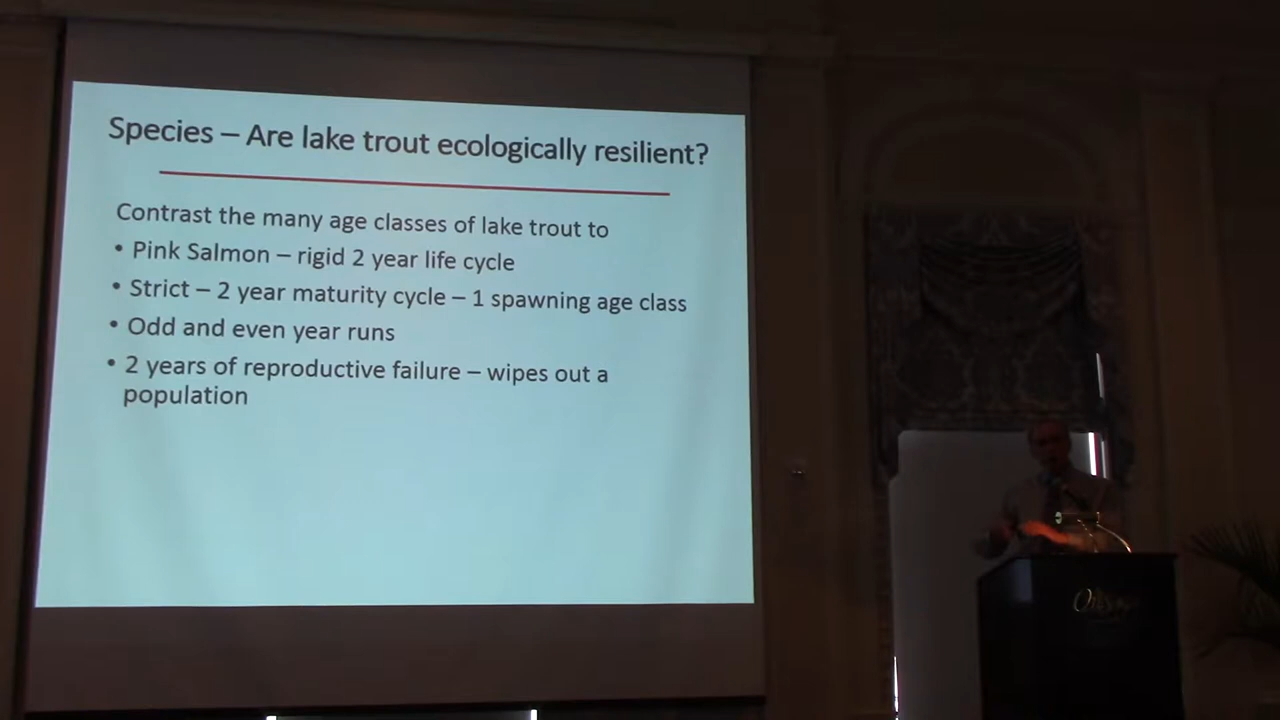 Species – Are lake trout ecologically resilient?
Contrast the many age classes of lake trout to
• Pink Salmon – rigid 2 year life cycle
• Strict – 2 year maturity cycle – 1 spawning age class
• Odd and even year runs
• 2 years of reproductive failure – wipes out a
population